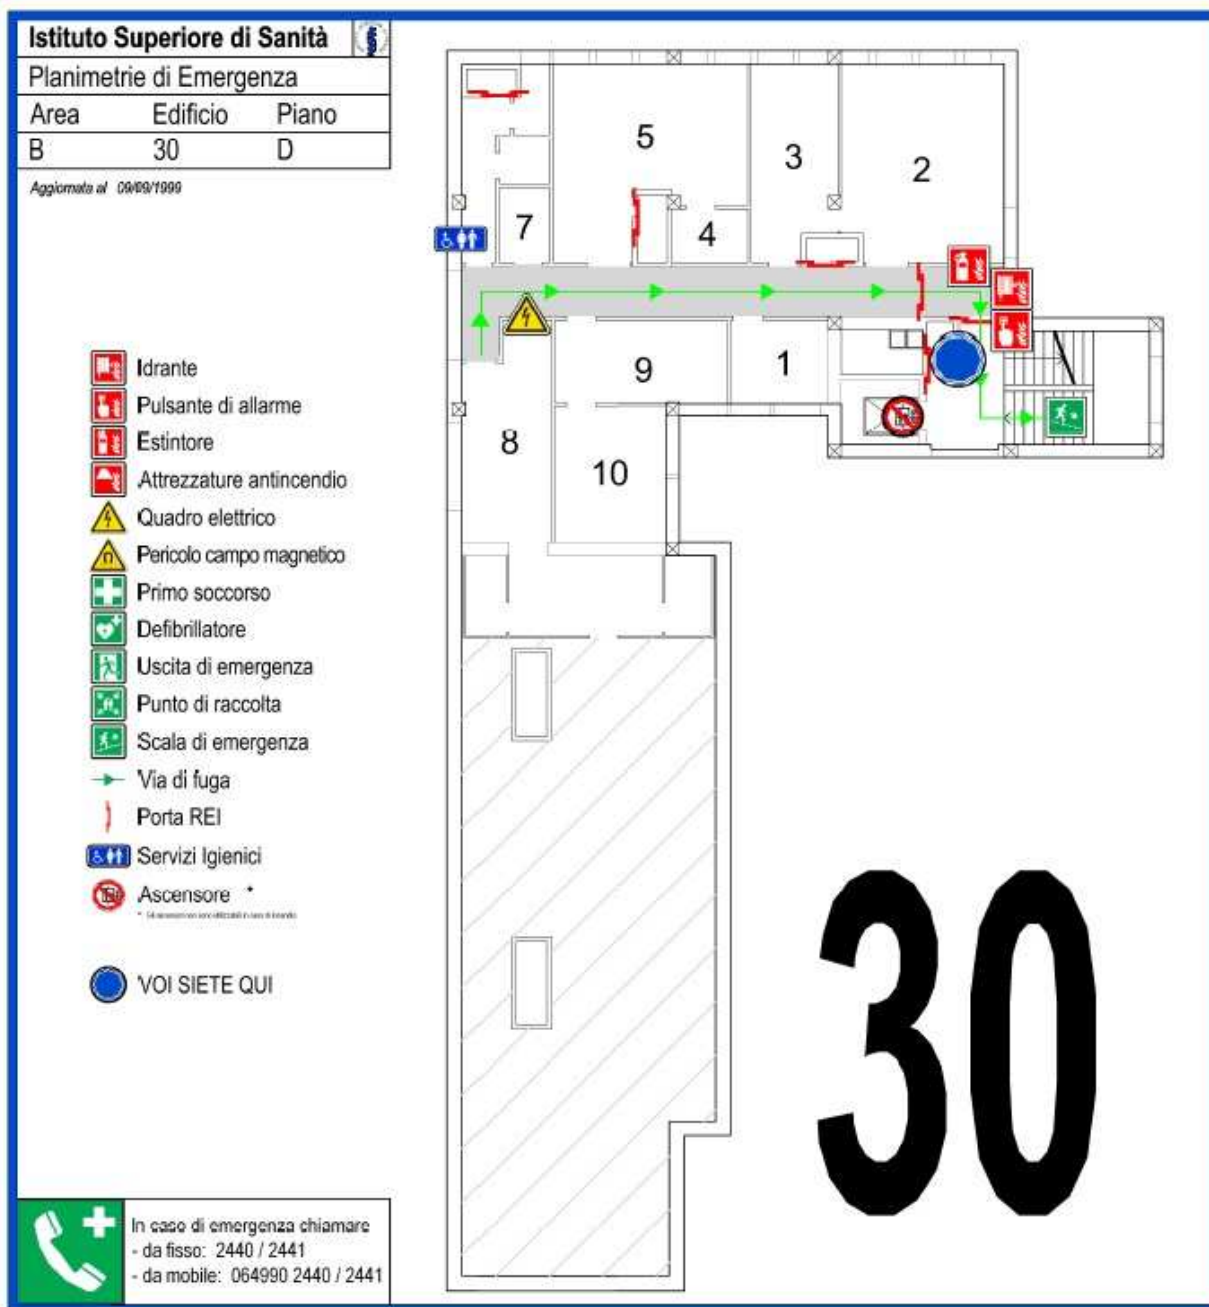 Istituto Superiore di Sanità
Planimetrie di Emergenza
Area Edificio Piano
B 30 D
Aggiornata al 09/09/1999
5
3
2
7
4
9
1
8
10
Idrante
Pulsante di allarme
Estintore
Attrezzature antincendio
Quadro elettrico
Pericolo campo magnetico
Primo soccorso
Defibrillatore
Uscita di emergenza
Punto di raccolta
Scala di emergenza
Via di fuga
Porta REI
Servizi Igienici
Ascensore *
VOI SIETE QUI
30
In caso di emergenza chiamare
- da fisso: 2440 / 2441
- da mobile: 064990 2440 / 2441